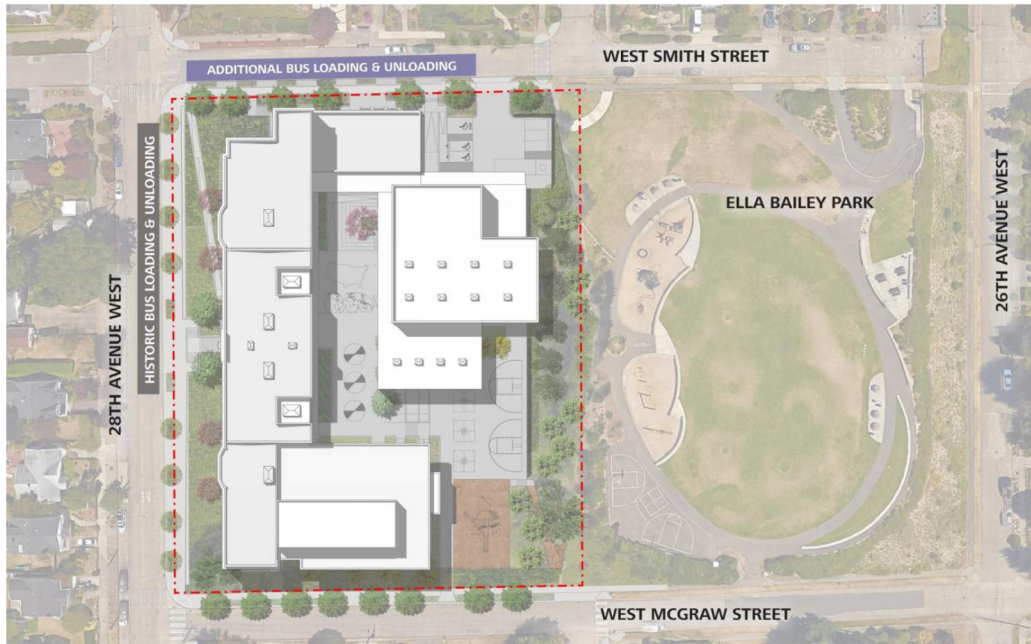 WEST SMITH STREET
ADDITIONAL BUS LOADING & UNLOADING
HISTORIC BUS LOADING & UNLOADING
28TH AVENUE WEST
ELLA BAILEY PARK
26TH AVENUE WEST
WEST MCGRAW STREET